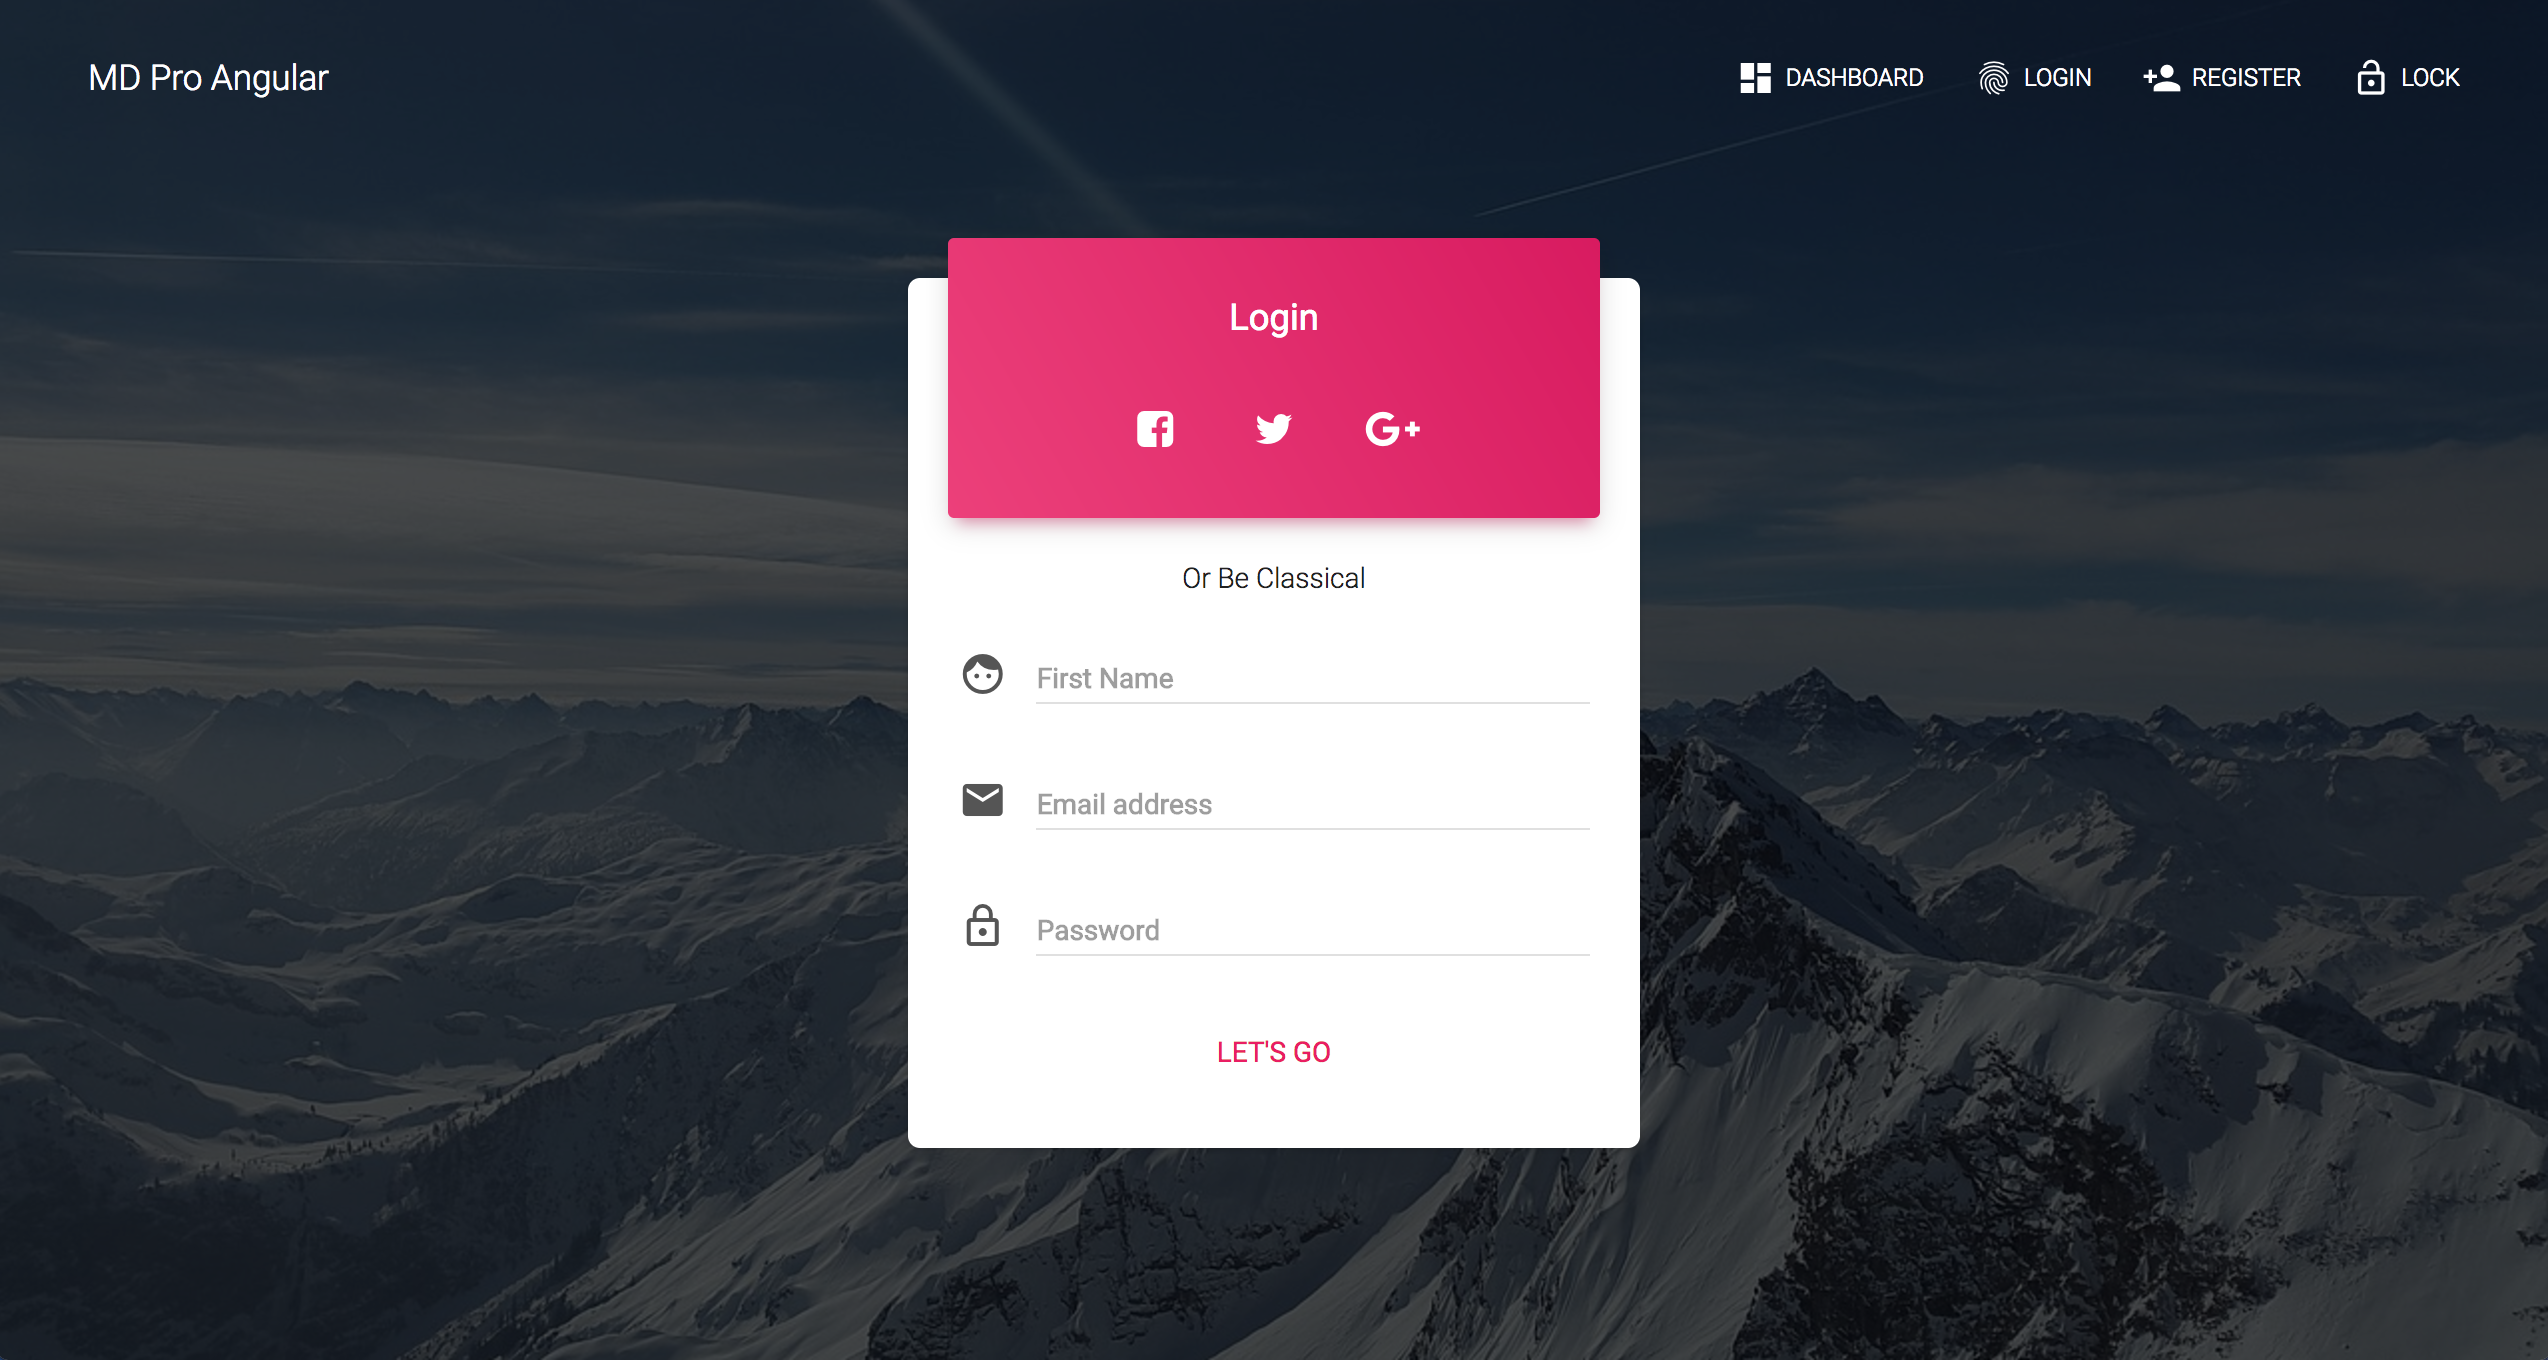 MD Pro Angular
DASHBOARD LOGIN REGISTER LOCK
Login
Or Be Classical
First Name
Email address
Password
LET'S GO